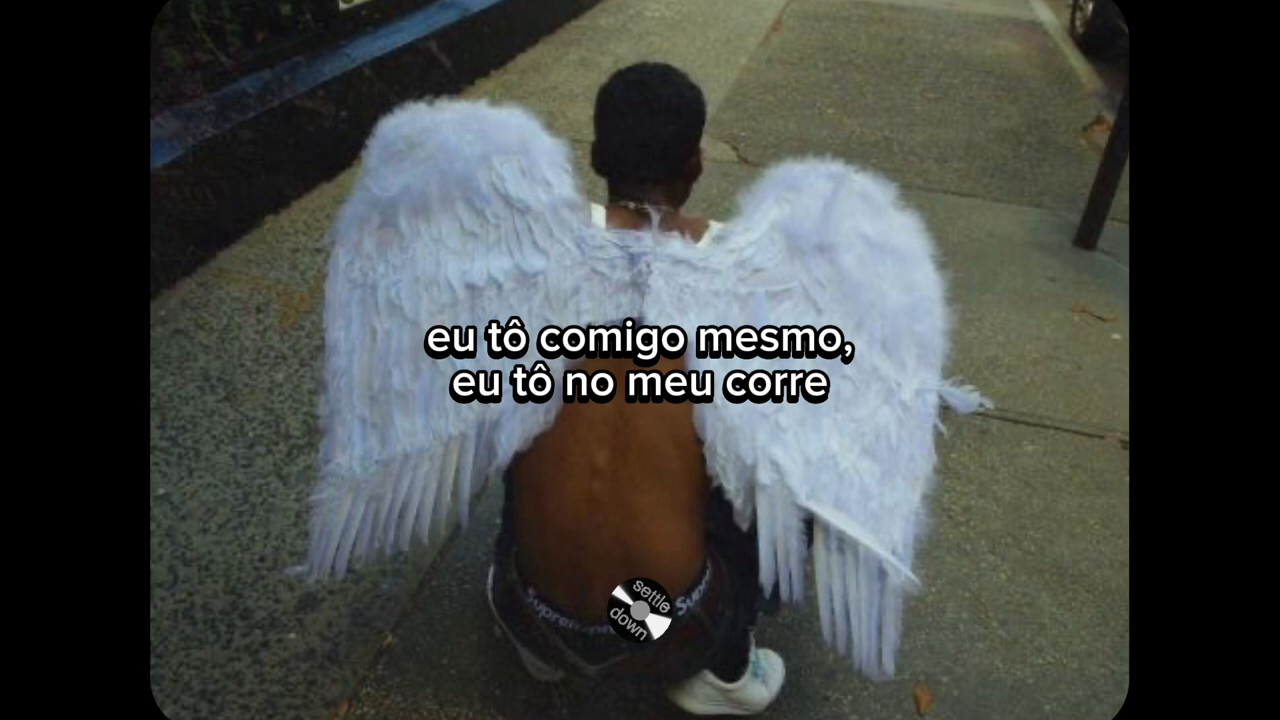 eu tô comigo mesmo,
eu tô no meu corre
settle
down